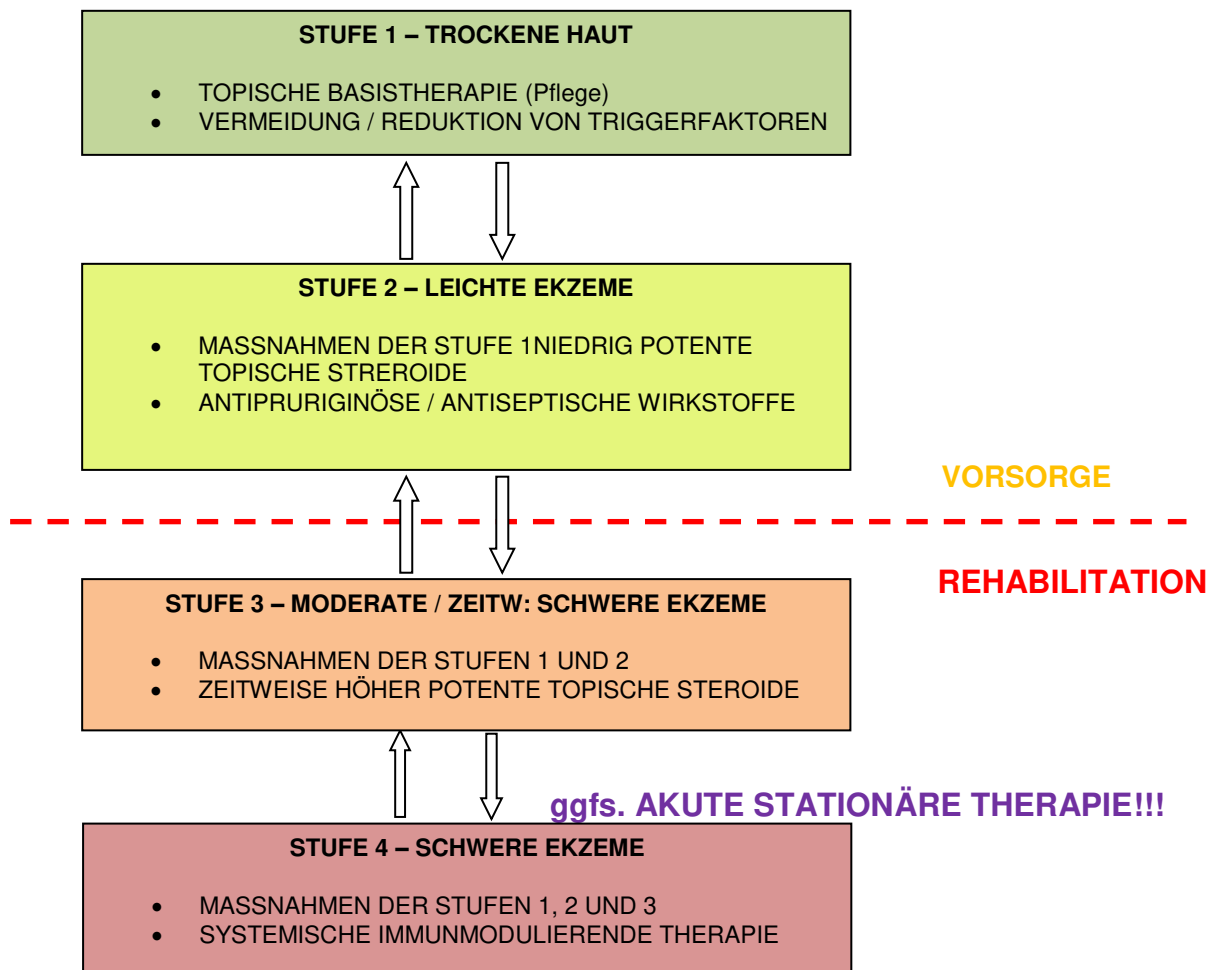 STUFE 1 – TROCKENE HAUT
• TOPISCHE BASISTHERAPIE (Pflege)
• VERMEIDUNG / REDUKTION VON TRIGGERFAKTOREN
STUFE 2 – LEICHTE EKZEME
• MASSNAHMEN DER STUFE 1NIEDRIG POTENTE
TOPISCHE STREROIDE
• ANTIPRURIGINÖSE / ANTISEPTISCHE WIRKSTOFFE
VORSORGE
REHABILITATION
STUFE 3 – MODERATE / ZEITW: SCHWERE EKZEME
• MASSNAHMEN DER STUFEN 1 UND 2
• ZEITWEISE HÖHER POTENTE TOPISCHE STEROIDE
ggfs. AKUTE STATIONÄRE THERAPIE!!!
STUFE 4 – SCHWERE EKZEME
• MASSNAHMEN DER STUFEN 1, 2 UND 3
• SYSTEMISCHE IMMUNMODULIERENDE THERAPIE